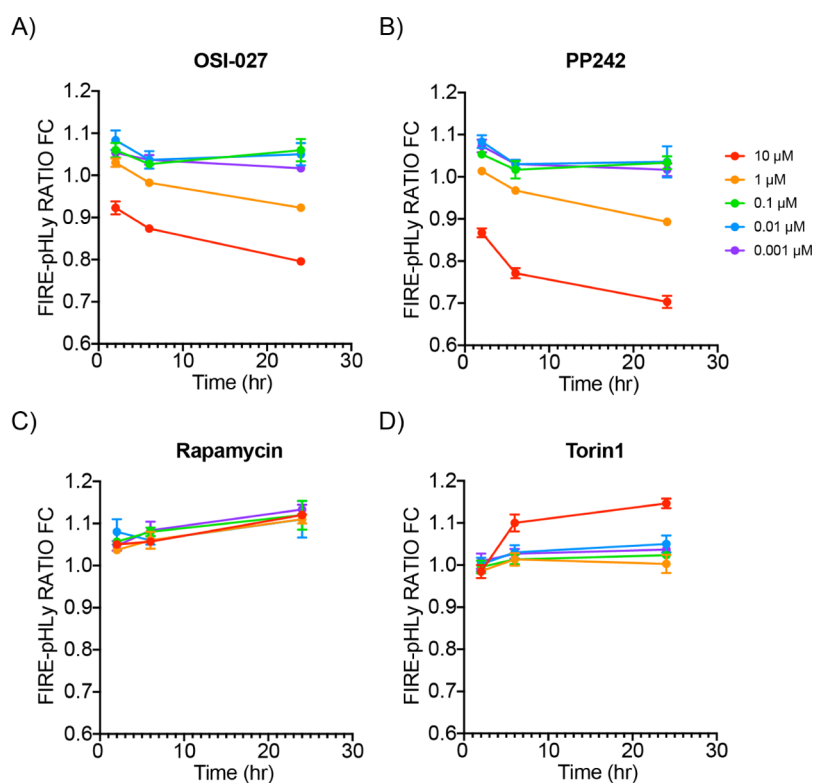 A)
OSI-027
FIRE-pHLy RATIO FC
1.2
1.1
1.0
0.9
0.8
0.7
0.6
0
10
20
30
Time (hr)
B)
PP242
FIRE-pHLy RATIO FC
1.2
1.1
1.0
0.9
0.8
0.7
0.6
0
10
20
30
Time (hr)
10 µM
1 µM
0.1 µM
0.01 µM
0.001 µM
C)
Rapamycin
FIRE-pHLy RATIO FC
1.2
1.1
1.0
0.9
0.8
0.7
0.6
0
10
20
30
Time (hr)
D)
Torin1
FIRE-pHLy RATIO FC
1.2
1.1
1.0
0.9
0.8
0.7
0.6
0
10
20
30
Time (hr)